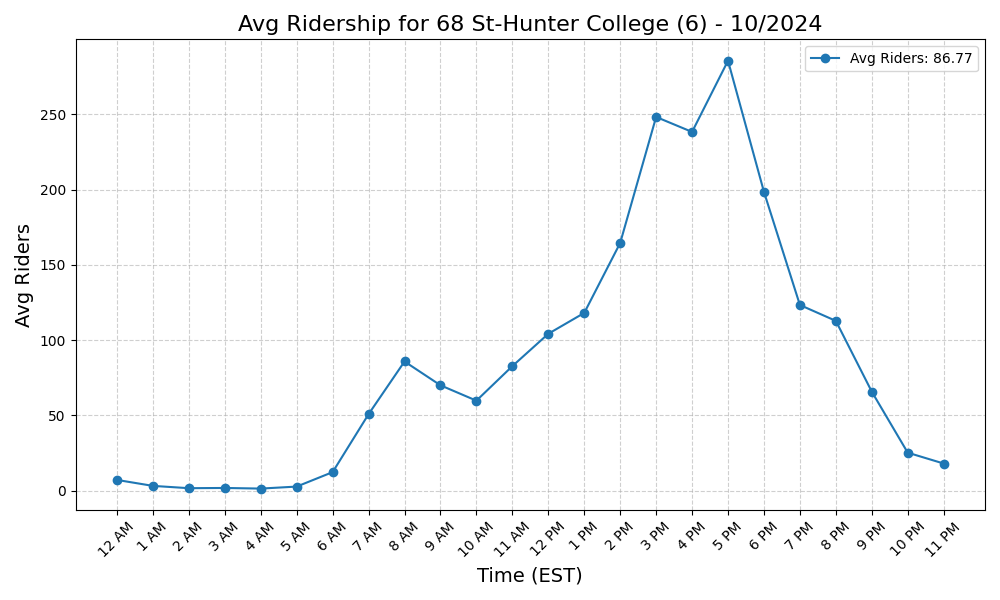 Avg Ridership for 68 St-Hunter College (6) - 10/2024
Avg Riders: 86.77
Avg Riders
250
200
150
100
50
0
12 AM
1 AM
2 AM
3 AM
4 AM
5 AM
6 AM
7 AM
8 AM
9 AM
10 AM
11 AM
12 PM
1 PM
2 PM
3 PM
4 PM
5 PM
6 PM
7 PM
8 PM
9 PM
10 PM
11 PM
Time (EST)